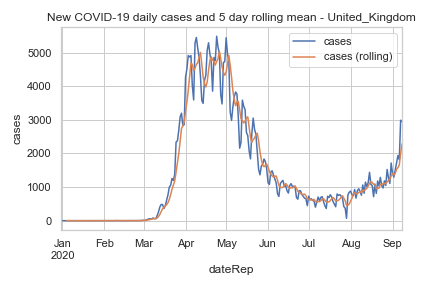 New COVID-19 daily cases and 5 day rolling mean - United_Kingdom
cases
cases (rolling)
5000
4000
3000
2000
1000
0
cases
Jan Feb Mar Apr May Jun Jul Aug Sep
2020
dateRep